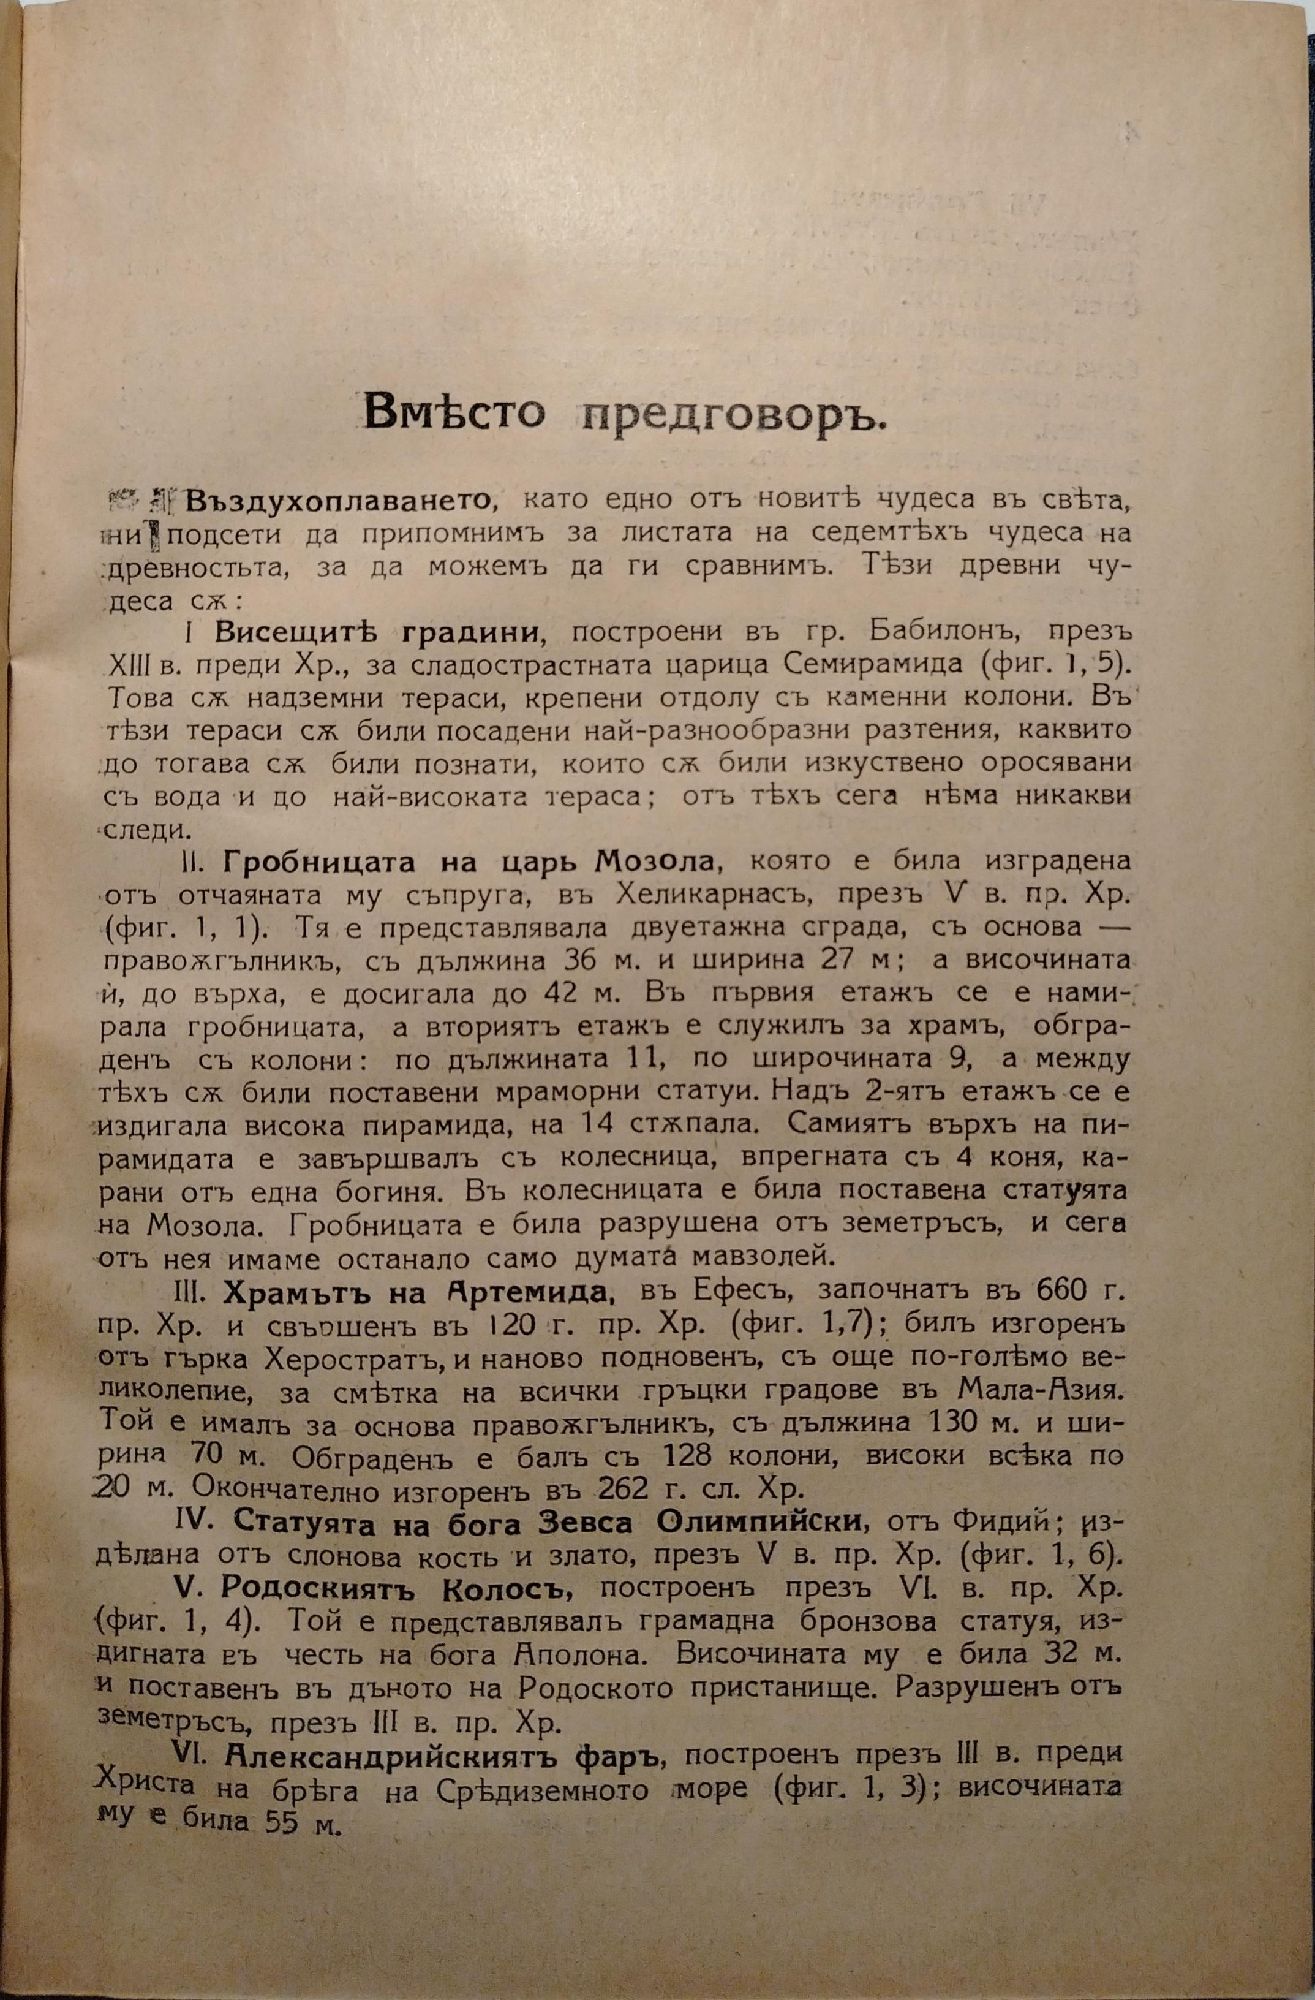 Вмѣсто предговоръ.
Въздухоплаването, като едно отъ новитѣ чудеса въ свѣта,
ни подсети да припомнимъ за листата на седемтѣхъ чудеса на
древностьта, за да можемъ да ги сравнимъ. Тѣзи древни чу-
деса сѫ:
I Висещитѣ градини, построени въ гр. Бабилонъ, презъ
XIII в. преди Хр., за сладострастната царица Семирамида (фиг. 1, 5).
Това сѫ надземни тераси, крепени отдолу съ каменни колони. Въ
тѣзи тераси сѫ били посадени най-разнообразни разтения, каквито
до тогава сѫ били познати, които сѫ били изкуствено оросявани
съ вода и до най-високата тераса; отъ тѣхъ сега нѣма никакви
следи.
II. Гробницата на царь Мозола, която е била изградена
отъ отчаяната му съпруга, въ Хеликарнасъ, презъ V в. пр. Хр.
(фиг. 1, 1). Тя е представлявала двуетажна сграда, съ основа —
правоѫгълникъ, съ дължина 36 м. и ширина 27 м; а височината
ѝ, до върха, е досигала до 42 м. Въ първия етажъ се е нами-
рала гробницата, а вториятъ етажъ е служилъ за храмъ, обгра-
денъ съ колони: по дължината 11, по широчината 9, а между
тѣхъ сѫ били поставени мраморни статуи. Надъ 2-ятъ етажъ се е
издигала висока пирамида, на 14 стѫпала. Самиятъ върхъ на пи-
рамидата е завършвалъ съ колесница, впрегната съ 4 коня, ка-
рани отъ една богиня. Въ колесницата е била поставена статуята
на Мозола. Гробницата е била разрушена отъ земетръсъ, и сега
отъ нея имаме останало само думата мавзолей.
III. Храмътъ на Артемида, въ Ефесъ, започнатъ въ 660 г.
пр. Хр. и свършенъ въ 120 г. пр. Хр. (фиг. 1,7); билъ изгоренъ
отъ гърка Херостратъ, и наново подновенъ, съ още по-голѣмо ве-
ликолепие, за смѣтка на всички гръцки градове въ Мала-Азия.
Той е ималъ за основа правоѫгълникъ, съ дължина 130 м. и ши-
рина 70 м. Обграденъ е балъ съ 128 колони, високи всѣка по
20 м. Окончателно изгоренъ въ 262 г. сл. Хр.
IV. Статуята на бога Зевса Олимпийски, отъ Фидий; из-
дѣлана отъ слонова кость и злато, презъ V в. пр. Хр. (фиг. 1, 6).
V. Родоскиятъ Колосъ, построенъ презъ VI. в. пр. Хр.
(фиг. 1, 4). Той е представлявалъ грамадна бронзова статуя, из-
дигната въ честь на бога Аполона. Височината му е била 32 м.
и поставенъ въ дъното на Родоското пристанище. Разрушенъ отъ
земетръсъ, презъ III в. пр. Хр.
VI. Александрийскиятъ фаръ, построенъ презъ III в. преди
Христа на брѣга на Срѣдиземното море (фиг. 1, 3); височината
му е била 55 м.